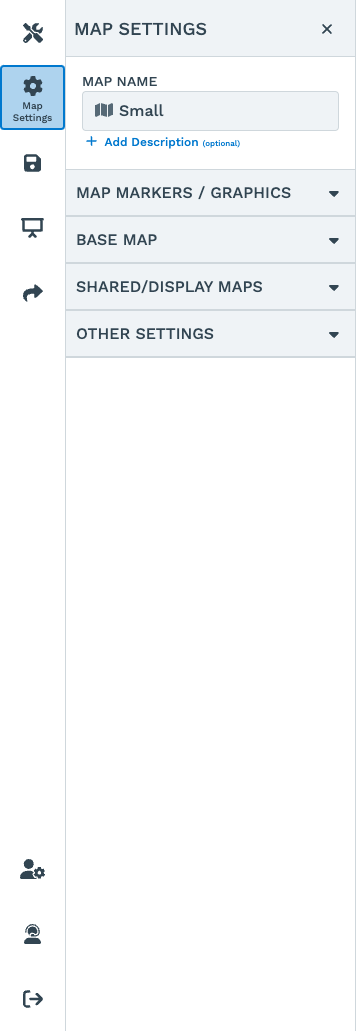 MAP SETTINGS
Map
Settings
MAP NAME
Small
Add Description (optional)
MAP MARKERS / GRAPHICS
BASE MAP
SHARED/DISPLAY MAPS
OTHER SETTINGS